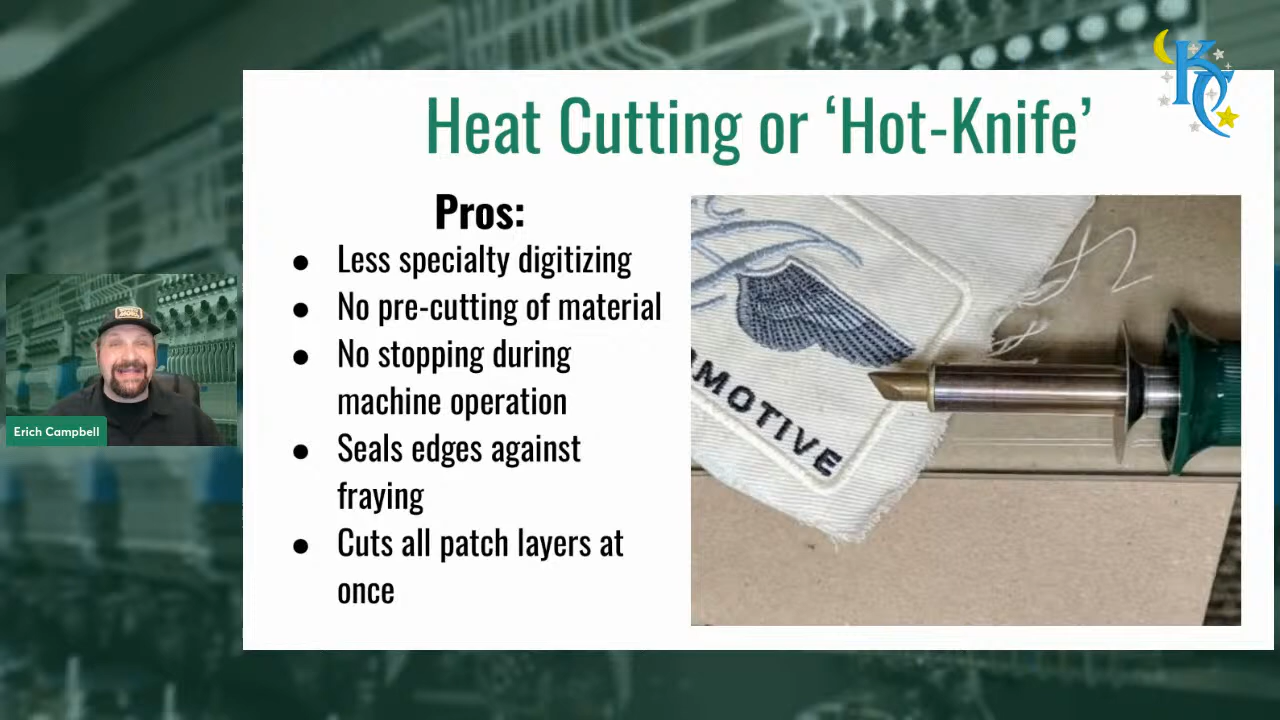 Heat Cutting or ‘Hot-Knife’
KC
Pros:
● Less specialty digitizing
● No pre-cutting of material
● No stopping during
machine operation
● Seals edges against
fraying
● Cuts all patch layers at
once
MOTIVE
Erich Campbell